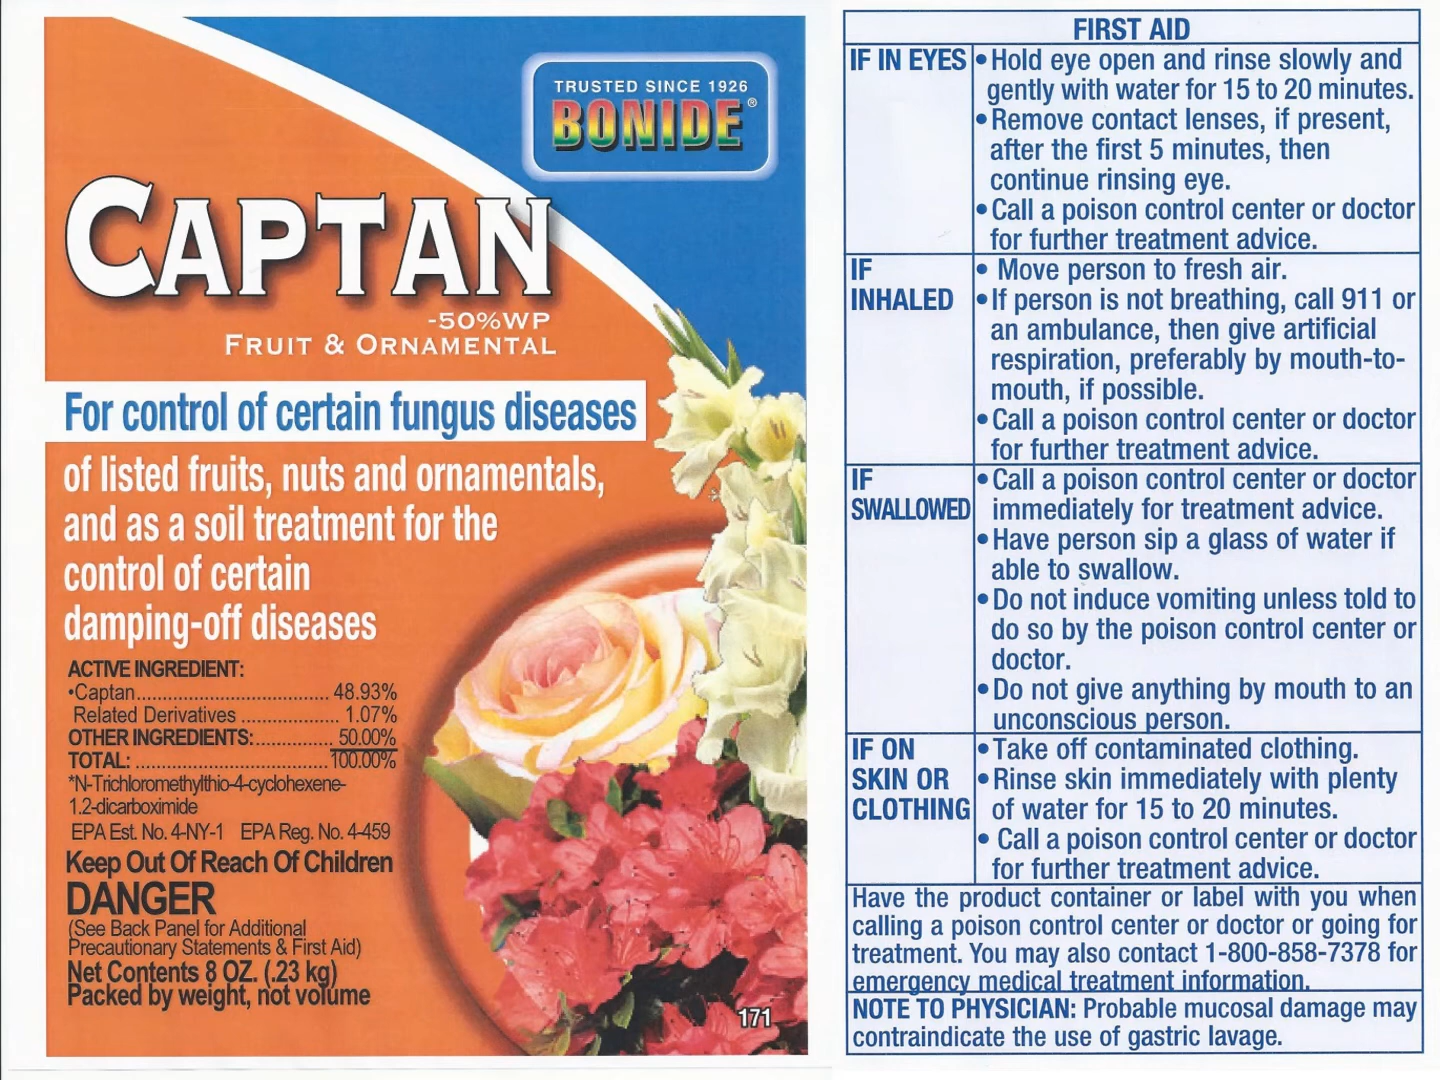 TRUSTED SINCE 1926
BONIDE®
CAPTAN
-50%WP
FRUIT & ORNAMENTAL
For control of certain fungus diseases
of listed fruits, nuts and ornamentals,
and as a soil treatment for the
control of certain
damping-off diseases
ACTIVE INGREDIENT:
•Captan.................................. 48.93%
Related Derivatives .................. 1.07%
OTHER INGREDIENTS:.............. 50.00%
TOTAL: ...................................100.00%
*N-Trichloromethylthio-4-cyclohexene-
1.2-dicarboximide
EPA Est. No. 4-NY-1 EPA Reg. No. 4-459
Keep Out Of Reach Of Children
DANGER
(See Back Panel for Additional
Precautionary Statements & First Aid)
Net Contents 8 OZ. (.23 kg)
Packed by weight, not volume
171
FIRST AID
IF IN EYES
• Hold eye open and rinse slowly and
gently with water for 15 to 20 minutes.
• Remove contact lenses, if present,
after the first 5 minutes, then
continue rinsing eye.
• Call a poison control center or doctor
for further treatment advice.
IF
INHALED
• Move person to fresh air.
• If person is not breathing, call 911 or
an ambulance, then give artificial
respiration, preferably by mouth-to-
mouth, if possible.
• Call a poison control center or doctor
for further treatment advice.
IF
SWALLOWED
• Call a poison control center or doctor
immediately for treatment advice.
• Have person sip a glass of water if
able to swallow.
• Do not induce vomiting unless told to
do so by the poison control center or
doctor.
• Do not give anything by mouth to an
unconscious person.
IF ON
SKIN OR
CLOTHING
• Take off contaminated clothing.
• Rinse skin immediately with plenty
of water for 15 to 20 minutes.
• Call a poison control center or doctor
for further treatment advice.
Have the product container or label with you when
calling a poison control center or doctor or going for
treatment. You may also contact 1-800-858-7378 for
emergency medical treatment information.
NOTE TO PHYSICIAN: Probable mucosal damage may
contraindicate the use of gastric lavage.